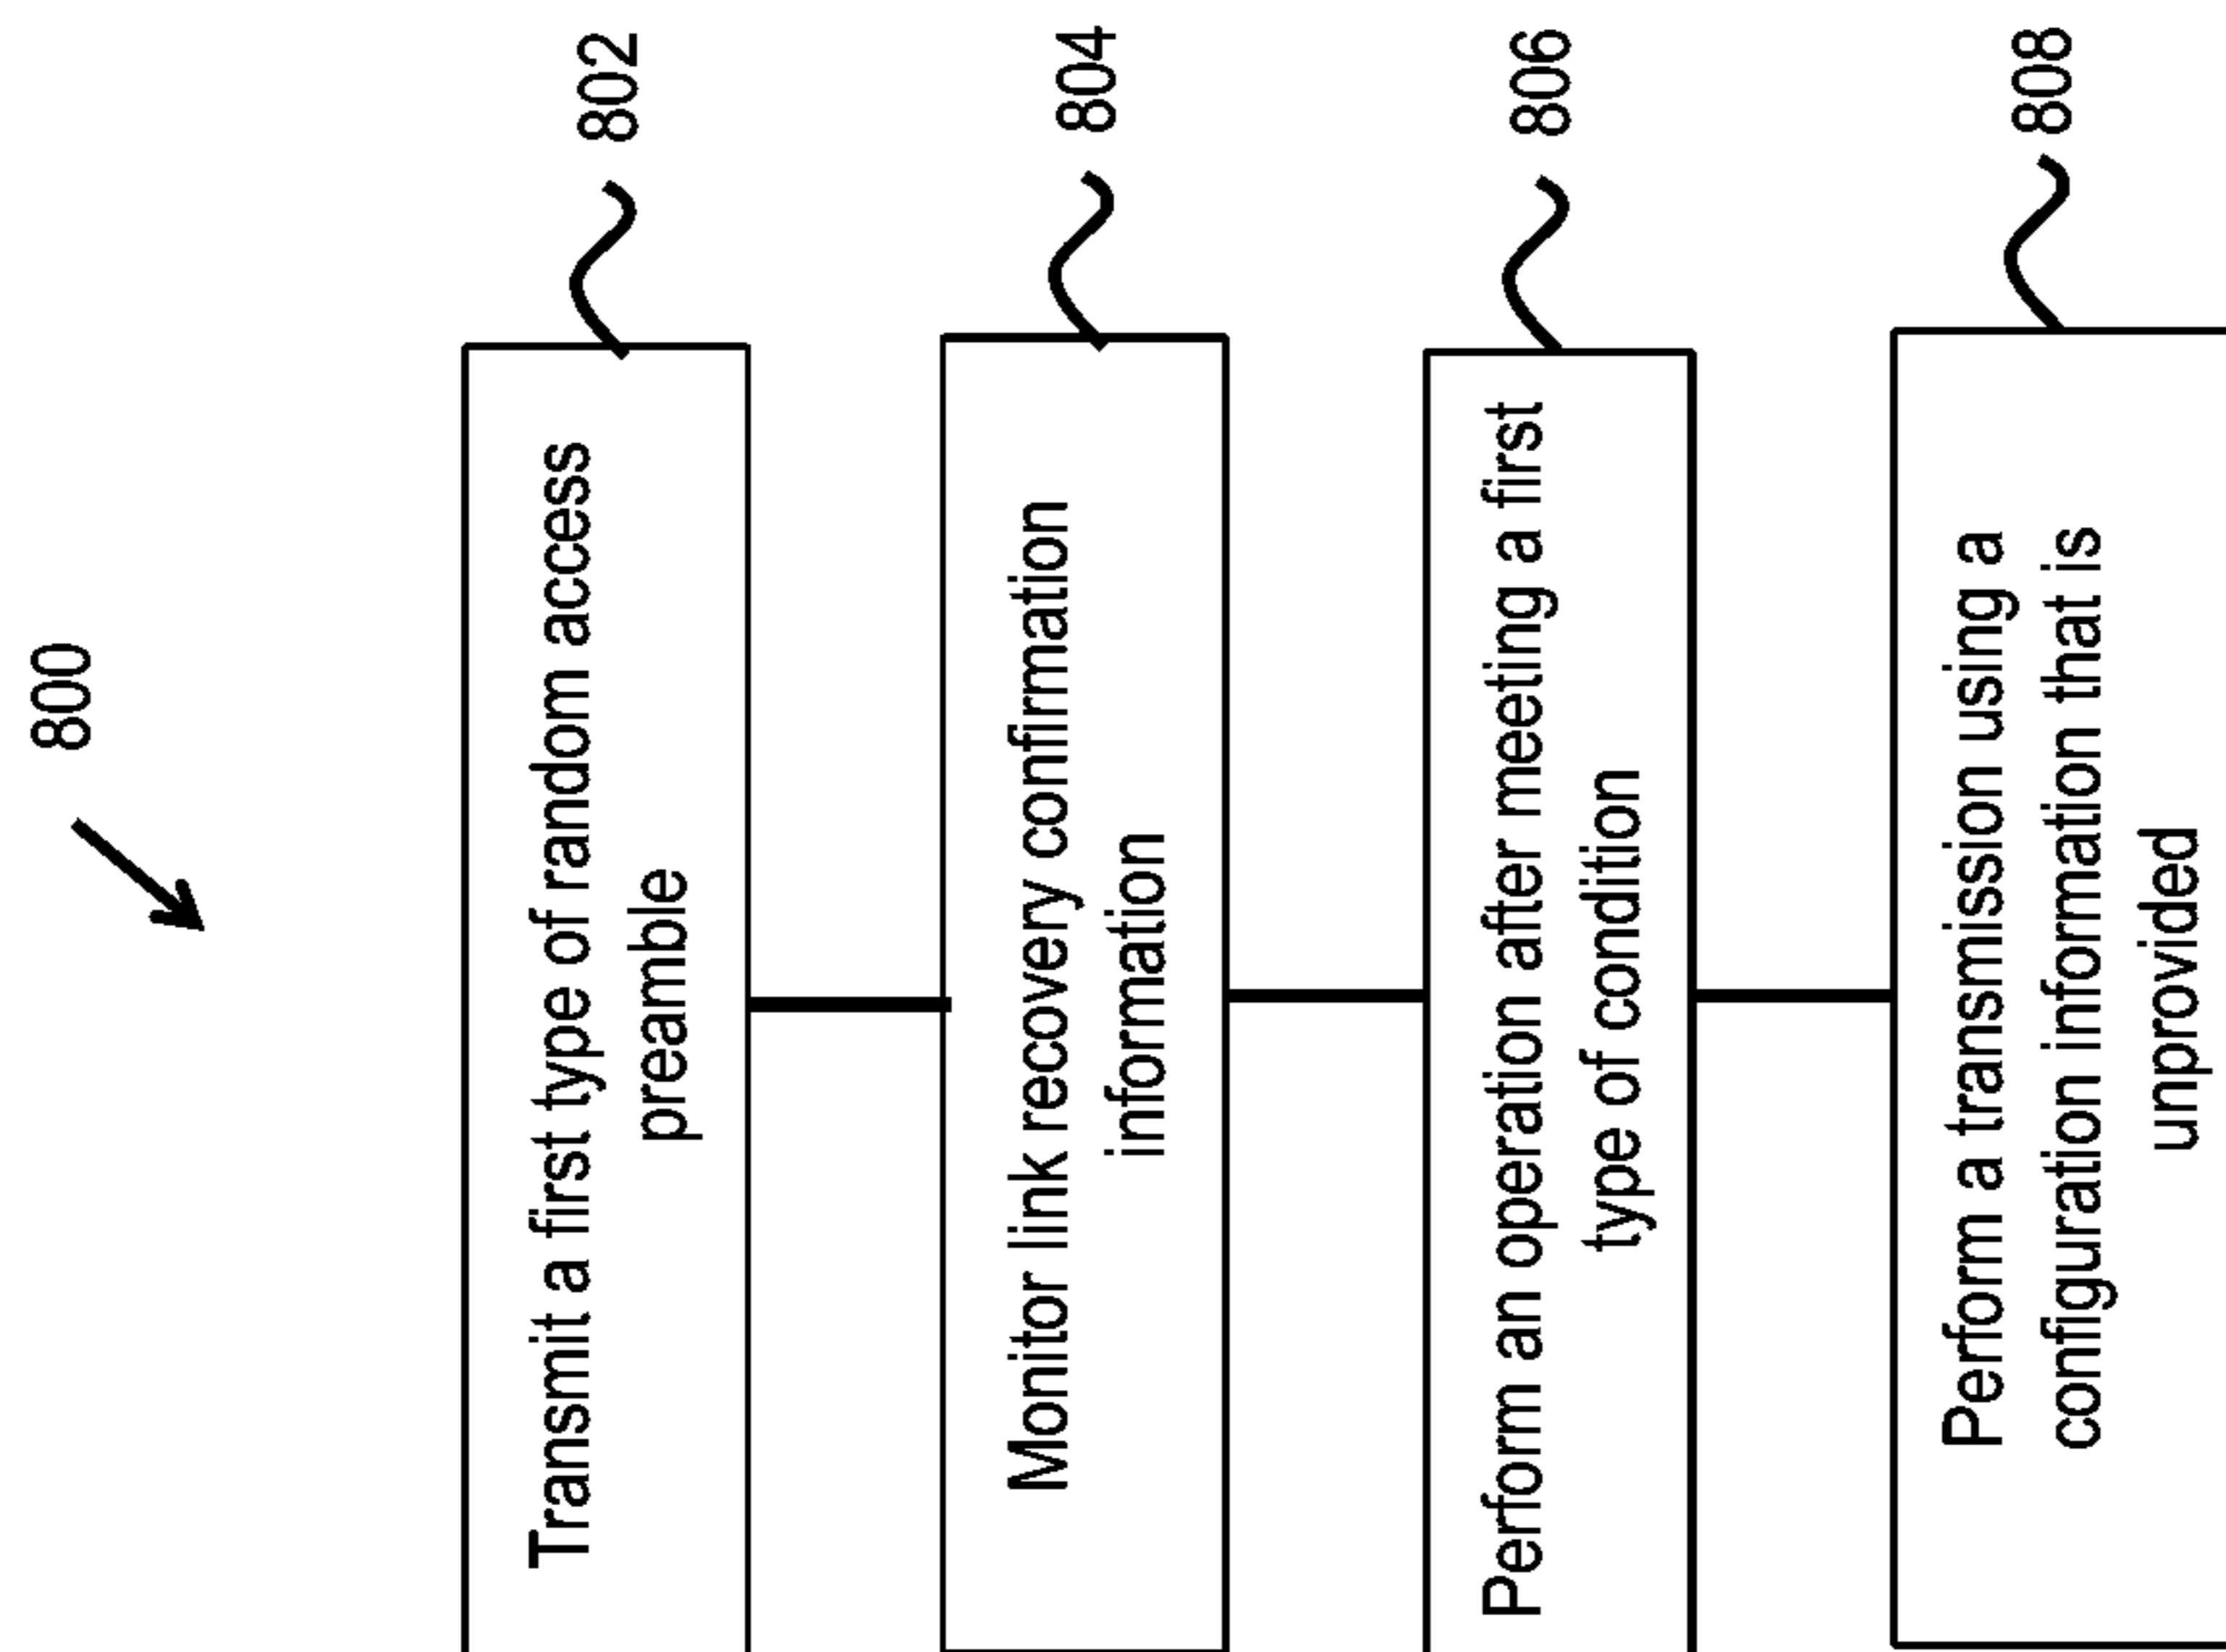 800
Transmit a first type of random access
preamble
802
Monitor link recovery confirmation
information
804
Perform an operation after meeting a first
type of condition
806
Perform a transmission using a
configuration information that is
unprovided
808